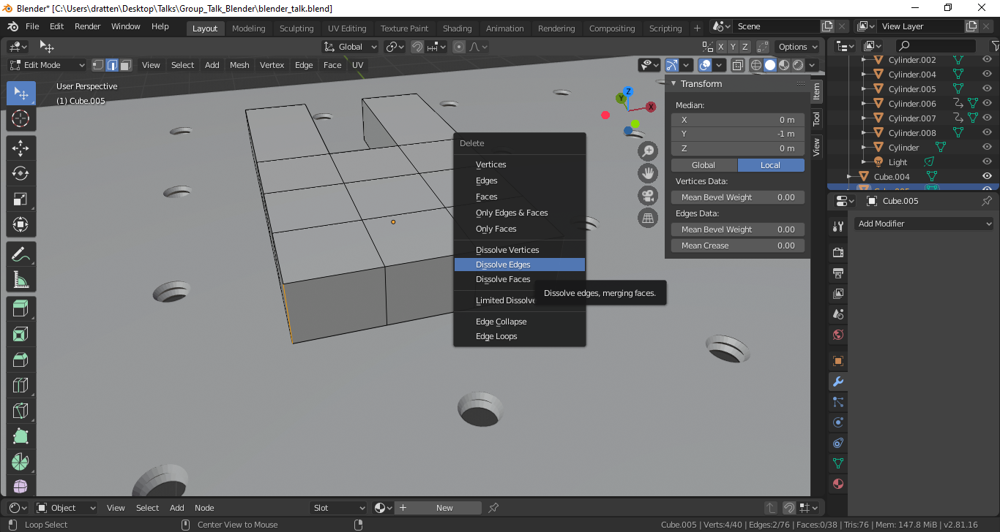 Blender* [C:\Users\dratten\Desktop\Talks\Group_Talk_Blender\blender_talk.blend]
File Edit Render Window Help Layout Modeling Sculpting UV Editing Texture Paint Shading Animation Rendering Compositing Scripting + Scene View Layer
Global X Y Z Options
Edit Mode View Select Add Mesh Vertex Edge Face UV
User Perspective
(1) Cube.005
Z
Y
X
Delete
Vertices
Edges
Faces
Only Edges & Faces
Only Faces
Dissolve Vertices
Dissolve Edges
Dissolve Faces
Limited Dissolve
Edge Collapse
Edge Loops
Dissolve edges, merging faces.
Transform
Median:
X 0 m
Y -1 m
Z 0 m
Global Local
Vertices Data:
Mean Bevel Weight 0.00
Edges Data:
Mean Bevel Weight 0.00
Mean Crease 0.00
Item
Tool
View
Cylinder.002
Cylinder.004
Cylinder.005
Cylinder.006
Cylinder.007
Cylinder.008
Cylinder
Light
Cube.004
Cube.005
Cube.005
Add Modifier
Object View Select Add Node Slot + New
Loop Select Center View to Mouse Cube.005 | Verts:4/40 | Edges:2/76 | Faces:0/38 | Tris:76 | Mem: 147.8 MiB | v2.81.16